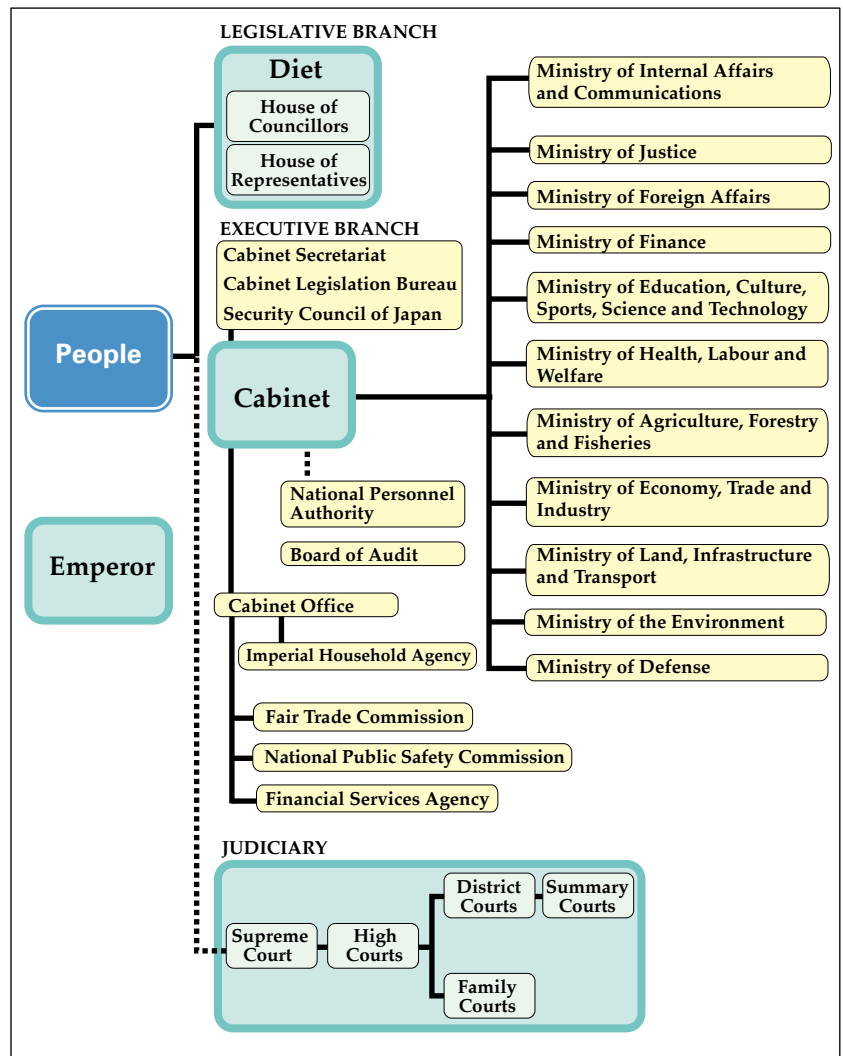 LEGISLATIVE BRANCH
Diet
House of
Councillors
House of
Representatives
EXECUTIVE BRANCH
Cabinet Secretariat
Cabinet Legislation Bureau
Security Council of Japan
People
Cabinet
National Personnel
Authority
Board of Audit
Emperor
Cabinet Office
Imperial Household Agency
Fair Trade Commission
National Public Safety Commission
Financial Services Agency
Ministry of Internal Affairs
and Communications
Ministry of Justice
Ministry of Foreign Affairs
Ministry of Finance
Ministry of Education, Culture,
Sports, Science and Technology
Ministry of Health, Labour and
Welfare
Ministry of Agriculture, Forestry
and Fisheries
Ministry of Economy, Trade and
Industry
Ministry of Land, Infrastructure
and Transport
Ministry of the Environment
Ministry of Defense
JUDICIARY
Supreme
Court
High
Courts
District
Courts
Summary
Courts
Family
Courts